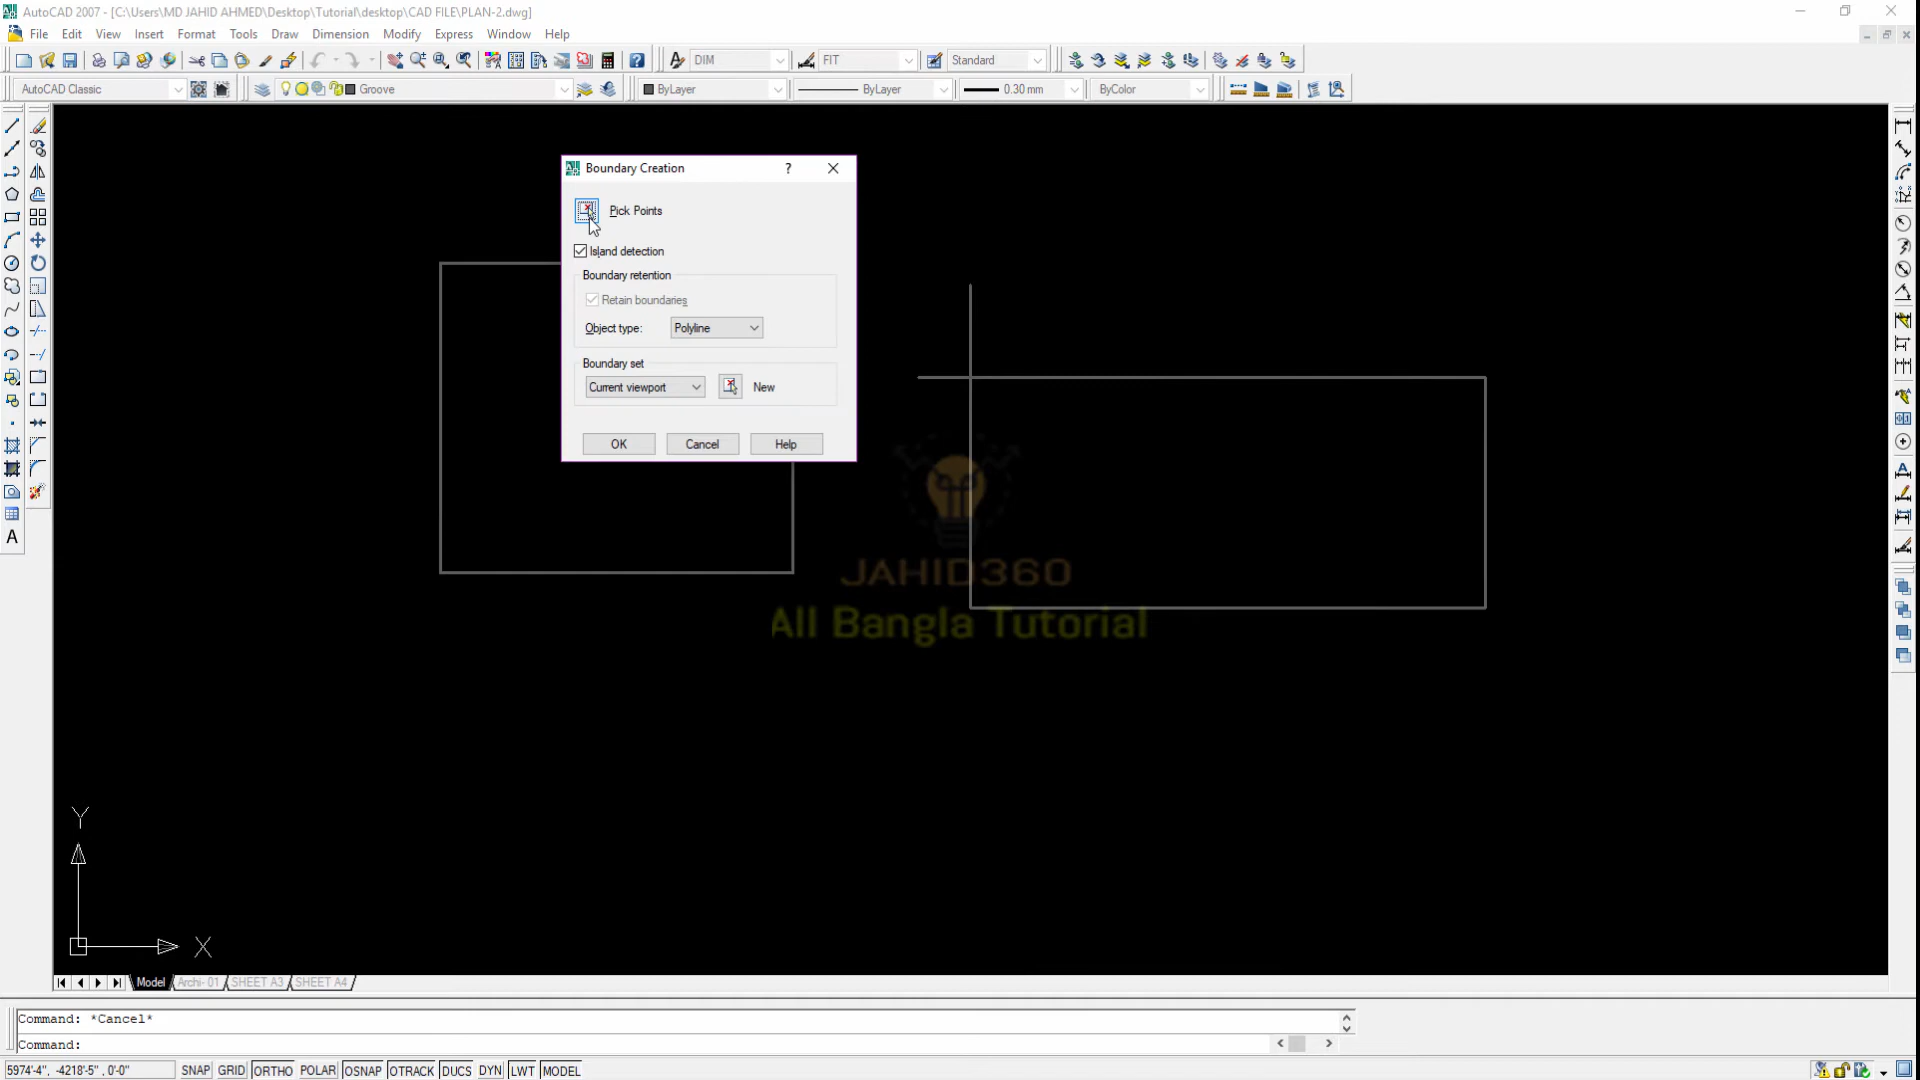 AutoCAD 2007 - [C:\Users\MD JAHID AHMED\Desktop\Tutorial\desktop\CAD FILE\PLAN-2.dwg]
File Edit View Insert Format Tools Draw Dimension Modify Express Window Help
DIM FIT Standard
AutoCAD Classic Groove ByLayer ByLayer 0.30 mm ByColor
Boundary Creation ?
Pick Points
Island detection
Boundary retention
Retain boundaries
Object type: Polyline
Boundary set
Current viewport New
OK Cancel Help
JAHID360
All Bangla Tutorial
A
Y
X
Model Archi- 01 SHEET A3 SHEET A4
Command: *Cancel*
Command:
5974'-4", -4218'-5" , 0'-0" SNAP GRID ORTHO POLAR OSNAP OTRACK DUCS DYN LWT MODEL